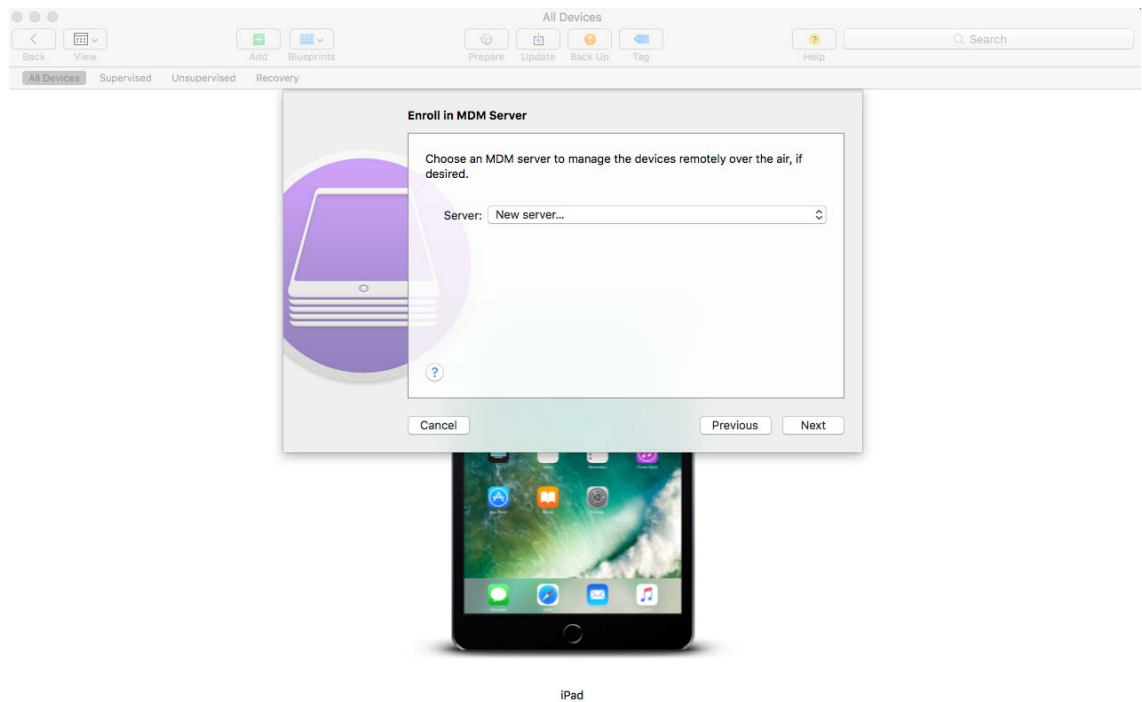 All Devices
Back
View
Add
Blueprints
Prepare
Update
Back Up
Tag
?
Help
Search
All Devices
Supervised
Unsupervised
Recovery
Enroll in MDM Server
Choose an MDM server to manage the devices remotely over the air, if
desired.
Server: New server...
?
Cancel
Previous
Next
iPad